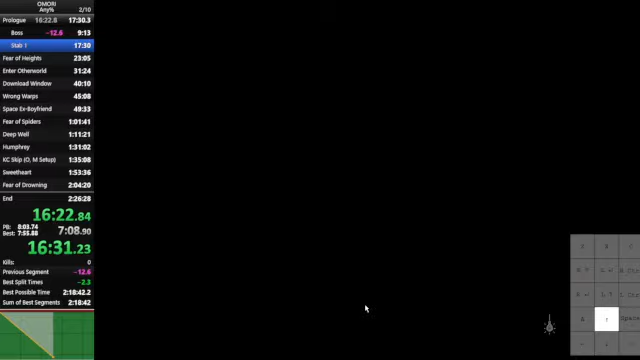 OMORI
Any% 2/10
Prologue 16:22.8 17:30.3
Boss −12.6 9:13
Stab 1 17:30
Fear of Heights 23:05
Enter Otherworld 31:24
Download Window 40:10
Wrong Warps 45:08
Space Ex-Boyfriend 49:33
Fear of Spiders 1:01:41
Deep Well 1:11:21
Humphrey 1:31:02
KC Skip (O, M Setup) 1:35:08
Sweetheart 1:53:36
Fear of Drowning 2:04:20
End 2:26:28
16:22.84
PB: 8:03.74 7:08.90
Best: 7:55.88
16:31.23
Kills: 0
Previous Segment −12.6
Best Split Times −2.3
Best Possible Time 2:18:42.2
Sum of Best Segments 2:18:42
Space